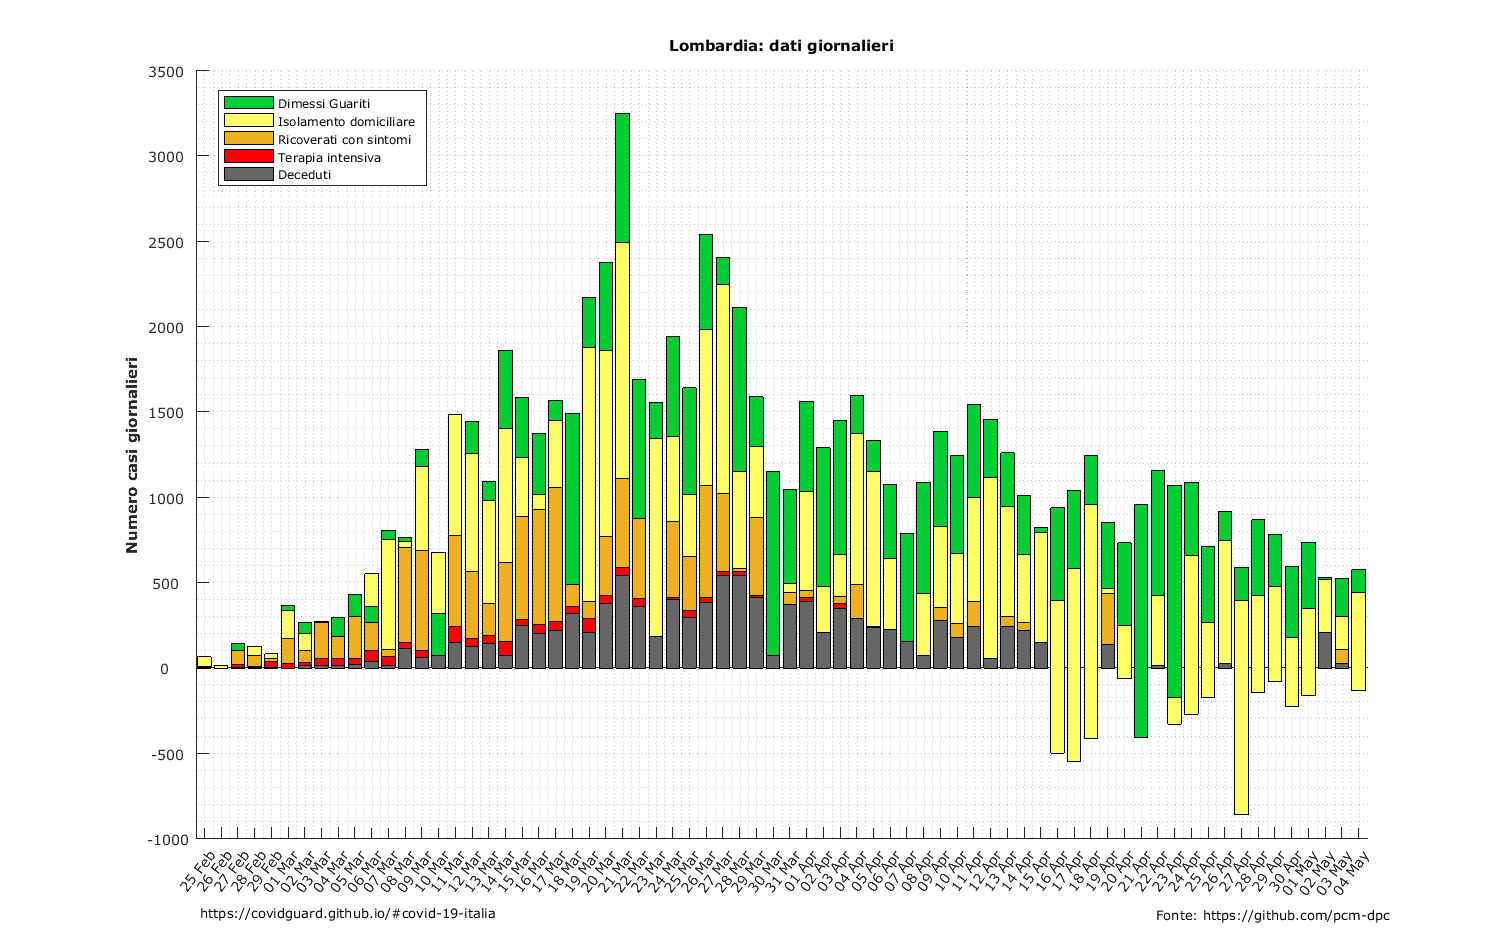 Lombardia: dati giornalieri
3500
3000
2500
2000
1500
1000
500
0
-500
-1000
Numero casi giornalieri
Dimessi Guariti
Isolamento domiciliare
Ricoverati con sintomi
Terapia intensiva
Deceduti
25 Feb
26 Feb
27 Feb
28 Feb
29 Feb
01 Mar
02 Mar
03 Mar
04 Mar
05 Mar
06 Mar
07 Mar
08 Mar
09 Mar
10 Mar
11 Mar
12 Mar
13 Mar
14 Mar
15 Mar
16 Mar
17 Mar
18 Mar
19 Mar
20 Mar
21 Mar
22 Mar
23 Mar
24 Mar
25 Mar
26 Mar
27 Mar
28 Mar
29 Mar
30 Mar
31 Mar
01 Apr
02 Apr
03 Apr
04 Apr
05 Apr
06 Apr
07 Apr
08 Apr
09 Apr
10 Apr
11 Apr
12 Apr
13 Apr
14 Apr
15 Apr
16 Apr
17 Apr
18 Apr
19 Apr
20 Apr
21 Apr
22 Apr
23 Apr
24 Apr
25 Apr
26 Apr
27 Apr
28 Apr
29 Apr
30 Apr
01 May
02 May
03 May
04 May
https://covidguard.github.io/#covid-19-italia
Fonte: https://github.com/pcm-dpc